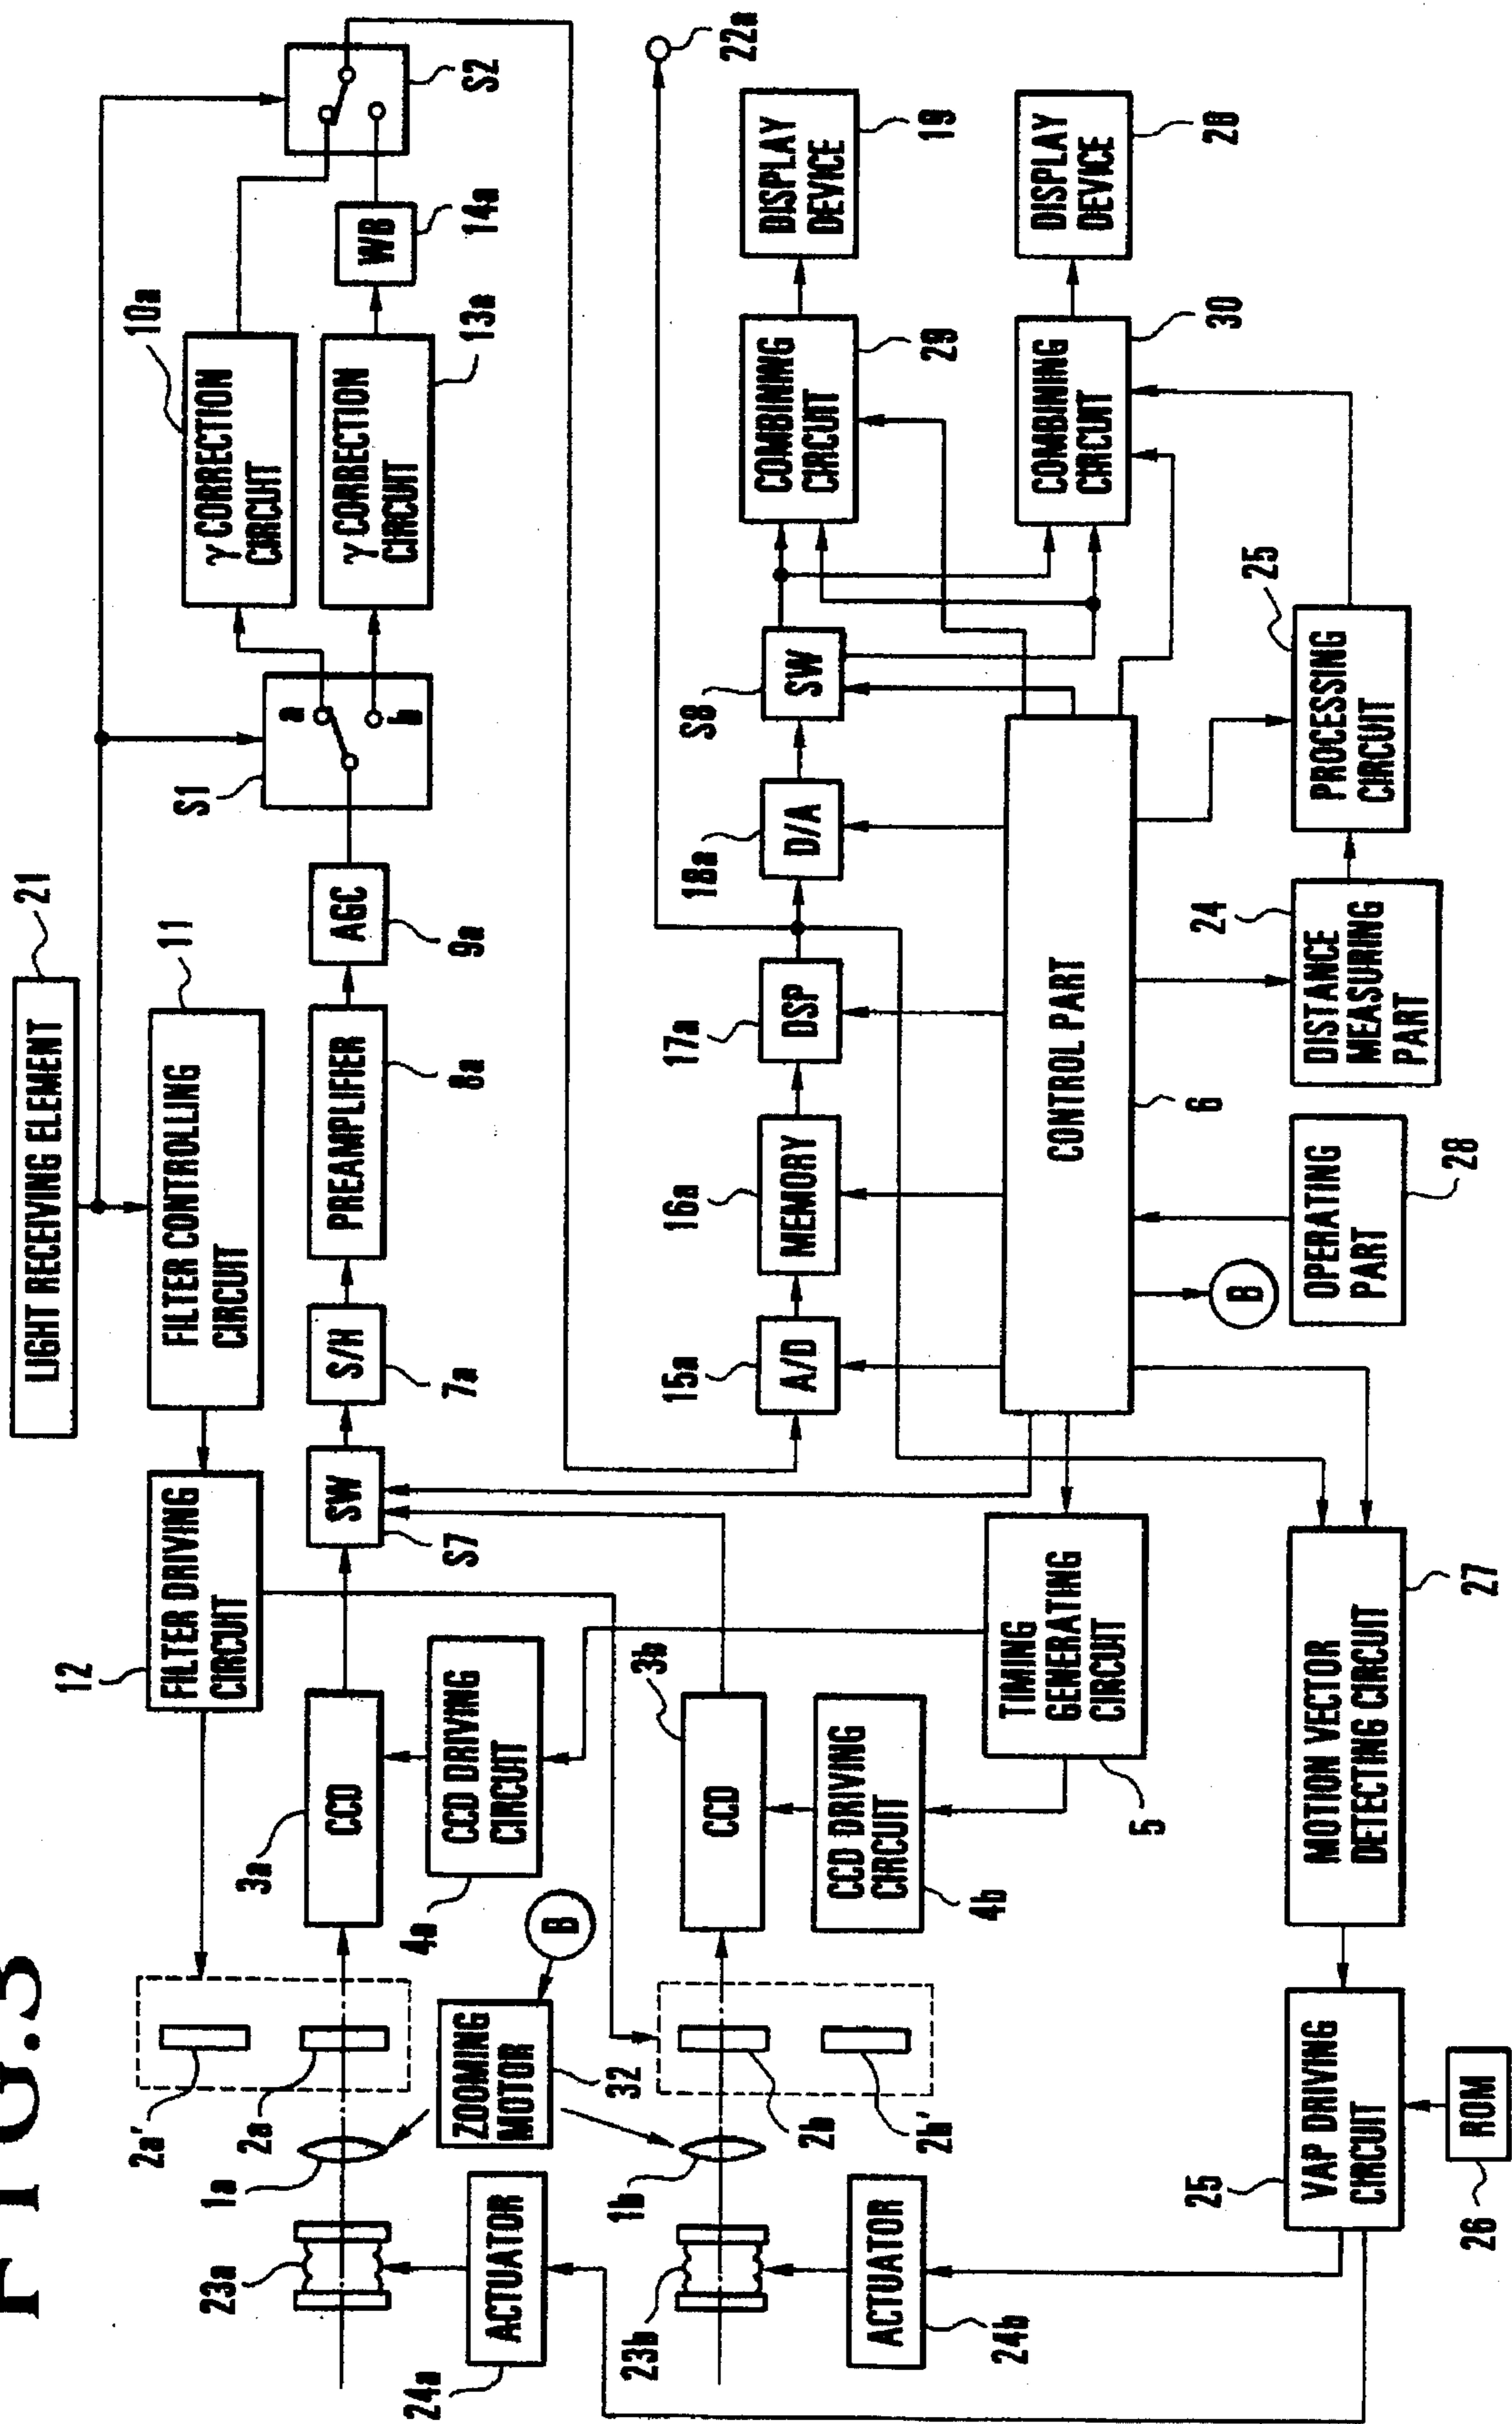 FIG.3
LIGHT RECEIVING ELEMENT
21
12
FILTER DRIVING
CIRCUIT
FILTER CONTROLLING
CIRCUIT
11
2a'
2a
1a
23a
3a
CCD
SW
S7
S/H
7a
PREAMPLIFIER
8a
AGC
9a
S1
a
b
γ CORRECTION
CIRCUIT
10a
γ CORRECTION
CIRCUIT
13a
WB
14a
S2
24a
ACTUATOR
ZOOMING
MOTOR
32
B
4a
CCD DRIVING
CIRCUIT
23b
1b
2b
2b'
3b
CCD
CCD DRIVING
CIRCUIT
4b
ACTUATOR
24b
15a
A/D
16a
MEMORY
17a
DSP
18a
D/A
S8
SW
COMBINING
CIRCUIT
29
DISPLAY
DEVICE
19
22a
TIMING
GENERATING
CIRCUIT
5
CONTROL PART
6
COMBINING
CIRCUIT
30
DISPLAY
DEVICE
20
B
25
VAP DRIVING
CIRCUIT
26
ROM
MOTION VECTOR
DETECTING CIRCUIT
27
OPERATING
PART
28
24
DISTANCE
MEASURING
PART
PROCESSING
CIRCUIT
25